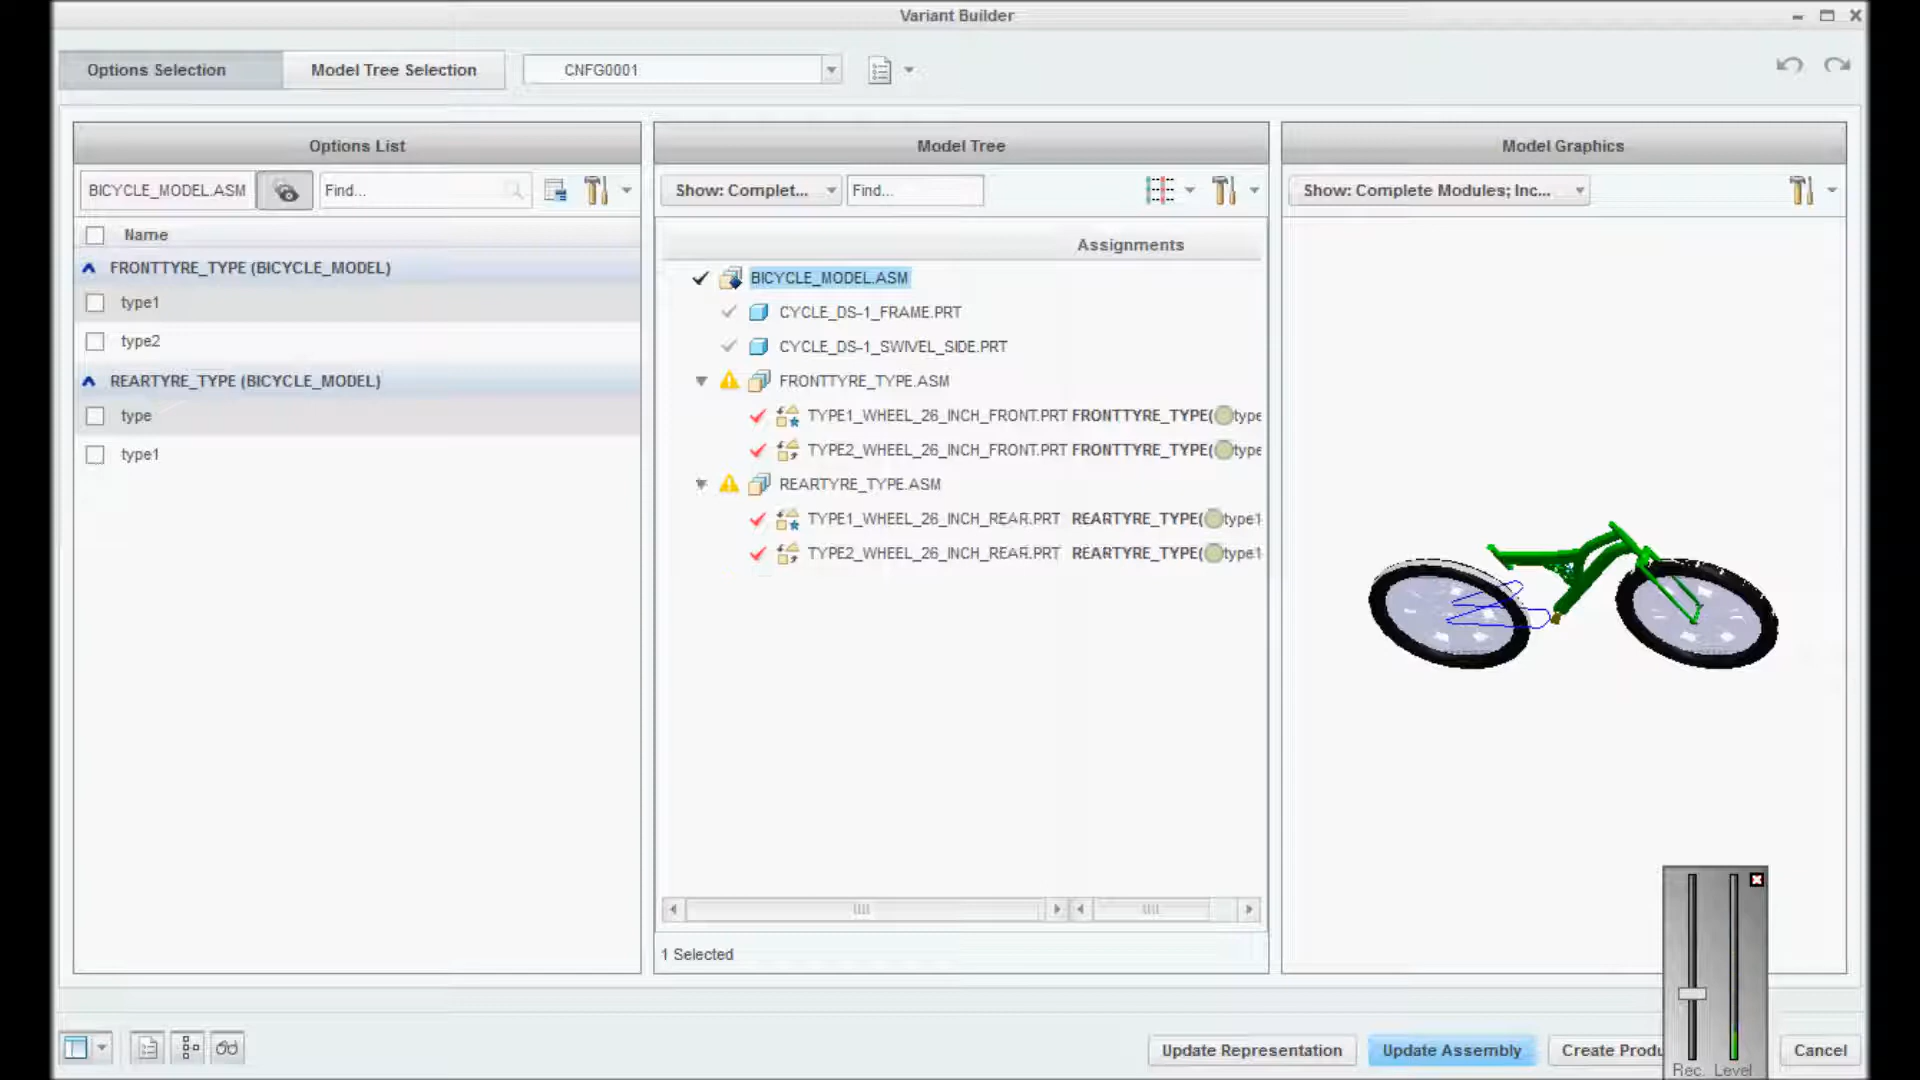 Variant Builder
Options Selection
Model Tree Selection
CNFG0001
Options List
BICYCLE_MODEL.ASM
Find...
Name
FRONTTYRE_TYPE (BICYCLE_MODEL)
type1
type2
REARTYRE_TYPE (BICYCLE_MODEL)
type
type1
Model Tree
Show: Complet...
Find...
Assignments
BICYCLE_MODEL.ASM
CYCLE_DS-1_FRAME.PRT
CYCLE_DS-1_SWIVEL_SIDE.PRT
FRONTTYRE_TYPE.ASM
TYPE1_WHEEL_26_INCH_FRONT.PRT FRONTTYRE_TYPE( type
TYPE2_WHEEL_26_INCH_FRONT.PRT FRONTTYRE_TYPE( type
REARTYRE_TYPE.ASM
TYPE1_WHEEL_26_INCH_REAR.PRT REARTYRE_TYPE( type1
TYPE2_WHEEL_26_INCH_REAR.PRT REARTYRE_TYPE( type1
1 Selected
Model Graphics
Show: Complete Modules; Inc...
Update Representation
Update Assembly
Create Produ
Cancel
Rec. Level